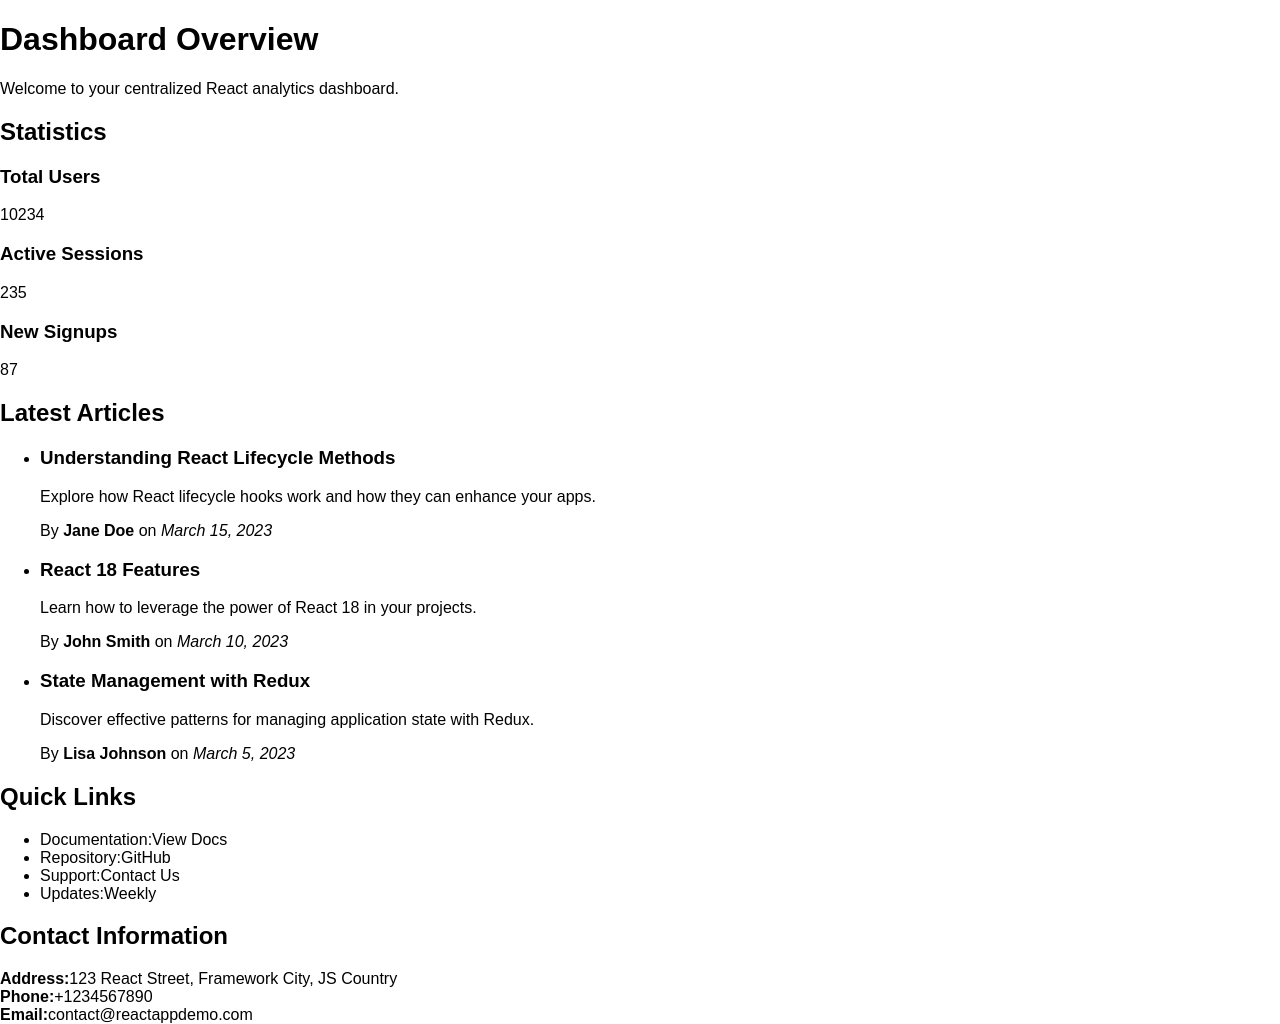 Dashboard Overview
Welcome to your centralized React analytics dashboard.
Statistics
Total Users
10234
Active Sessions
235
New Signups
87
Latest Articles
Understanding React Lifecycle Methods
Explore how React lifecycle hooks work and how they can enhance your apps.
By Jane Doe on March 15, 2023
React 18 Features
Learn how to leverage the power of React 18 in your projects.
By John Smith on March 10, 2023
State Management with Redux
Discover effective patterns for managing application state with Redux.
By Lisa Johnson on March 5, 2023
Quick Links
Documentation:View Docs
Repository:GitHub
Support:Contact Us
Updates:Weekly
Contact Information
Address:123 React Street, Framework City, JS Country
Phone:+1234567890
Email:contact@reactappdemo.com